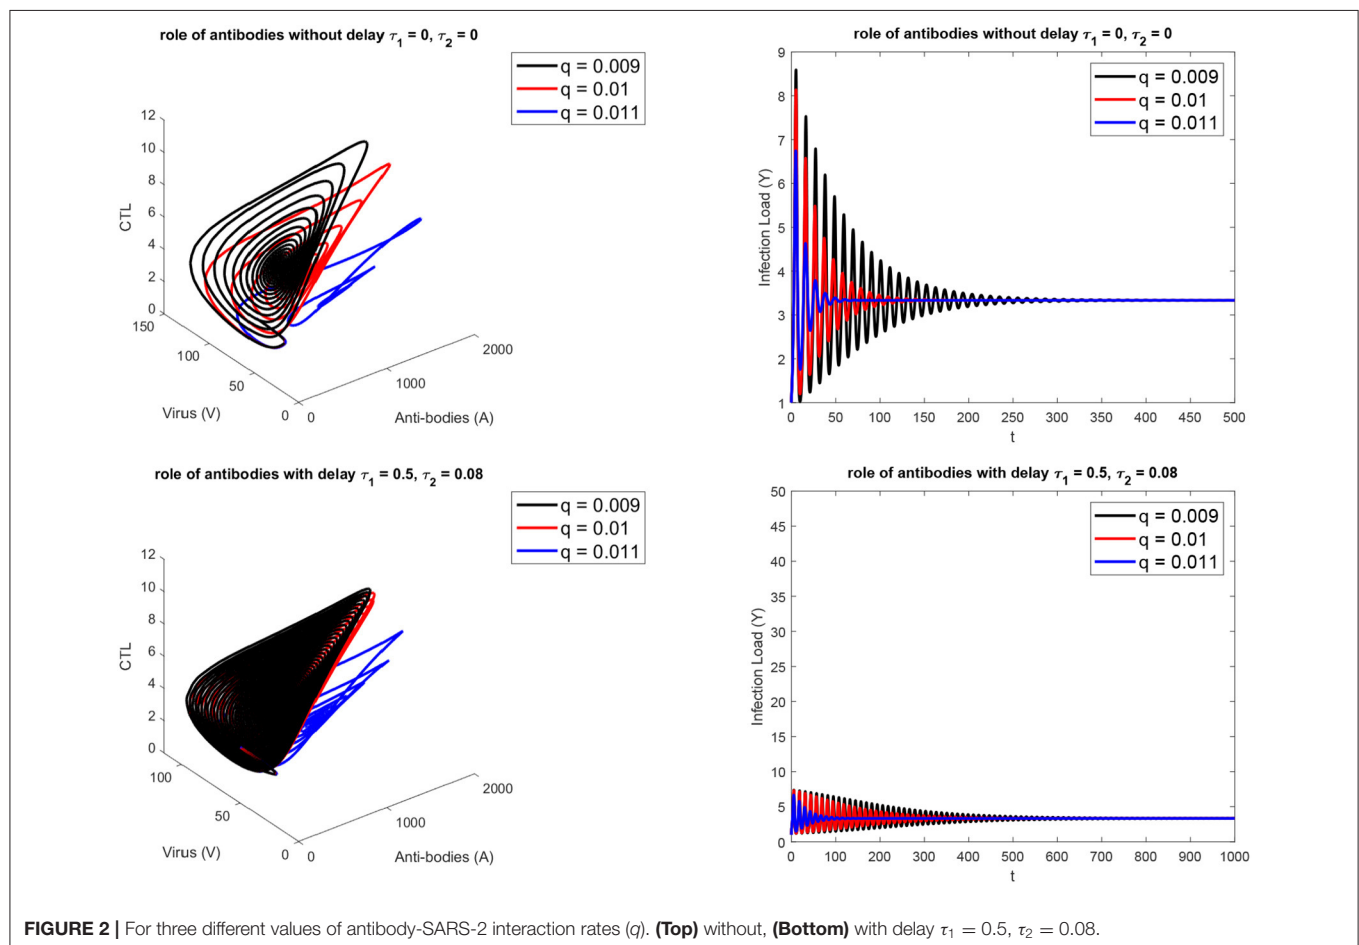 role of antibodies without delay τ1 = 0, τ2 = 0
q = 0.009
q = 0.01
q = 0.011
12
10
8
6
4
2
0
CTL
150
100
50
0
Virus (V)
0
1000
2000
Anti-bodies (A)
role of antibodies without delay τ1 = 0, τ2 = 0
q = 0.009
q = 0.01
q = 0.011
9
8
7
6
5
4
3
2
1
Infection Load (Y)
0 50 100 150 200 250 300 350 400 450 500
t
role of antibodies with delay τ1 = 0.5, τ2 = 0.08
q = 0.009
q = 0.01
q = 0.011
12
10
8
6
4
2
0
CTL
100
50
0
Virus (V)
0
1000
2000
Anti-bodies (A)
role of antibodies with delay τ1 = 0.5, τ2 = 0.08
q = 0.009
q = 0.01
q = 0.011
50
45
40
35
30
25
20
15
10
5
0
Infection Load (Y)
0 100 200 300 400 500 600 700 800 900 1000
t
FIGURE 2 | For three different values of antibody-SARS-2 interaction rates (q). (Top) without, (Bottom) with delay τ1 = 0.5, τ2 = 0.08.